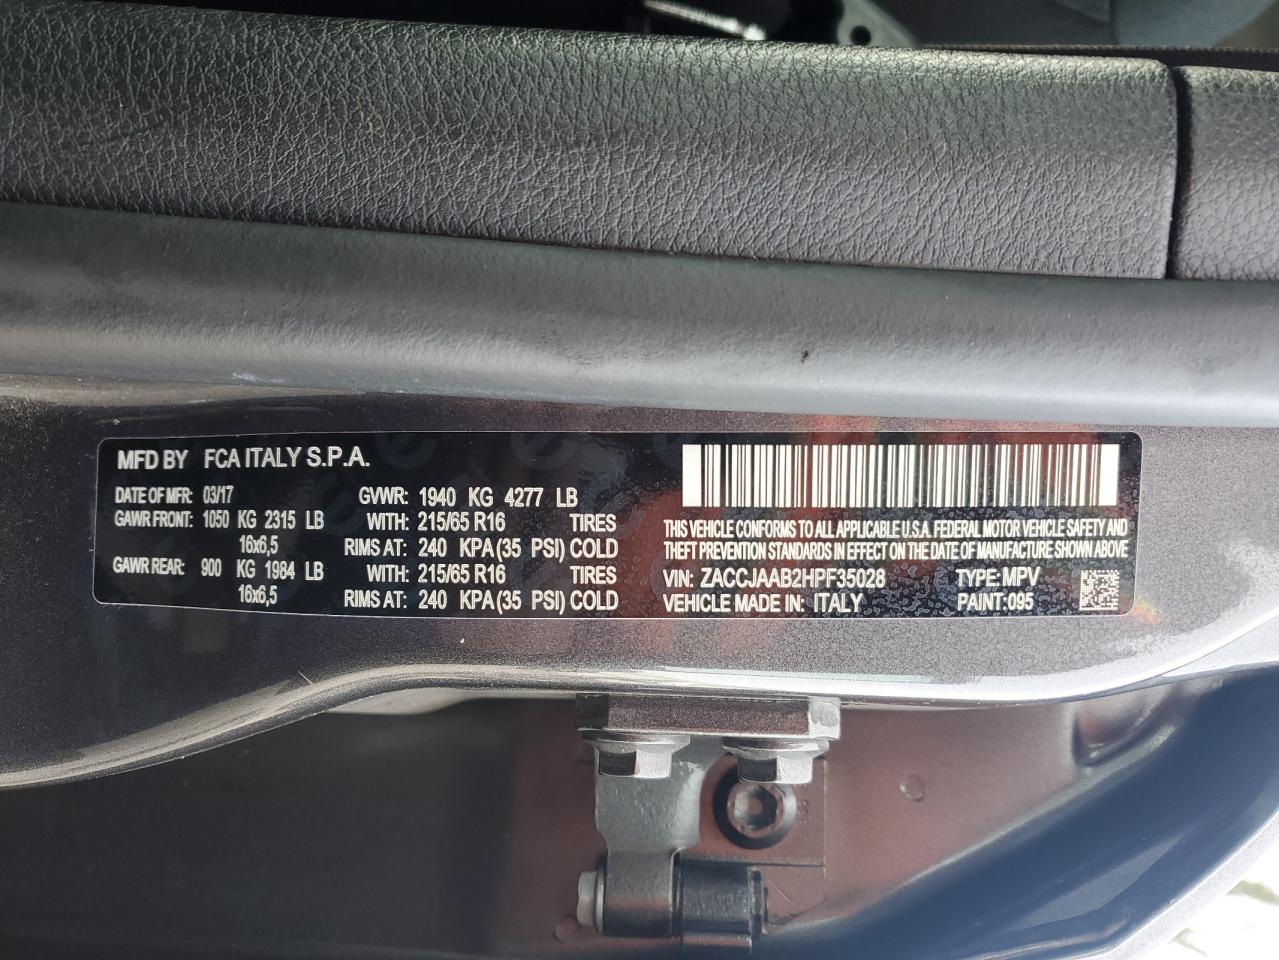 MFD BY FCA ITALY S.P.A.
DATE OF MFR: 03/17 GVWR: 1940 KG 4277 LB
GAWR FRONT: 1050 KG 2315 LB WITH: 215/65 R16 TIRES
16x6,5 RIMS AT: 240 KPA (35 PSI) COLD
GAWR REAR: 900 KG 1984 LB WITH: 215/65 R16 TIRES
16x6,5 RIMS AT: 240 KPA (35 PSI) COLD
THIS VEHICLE CONFORMS TO ALL APPLICABLE U.S.A. FEDERAL MOTOR VEHICLE SAFETY AND
THEFT PREVENTION STANDARDS IN EFFECT ON THE DATE OF MANUFACTURE SHOWN ABOVE
VIN: ZACCJAAB2HPF35028 TYPE: MPV
VEHICLE MADE IN: ITALY PAINT: 095